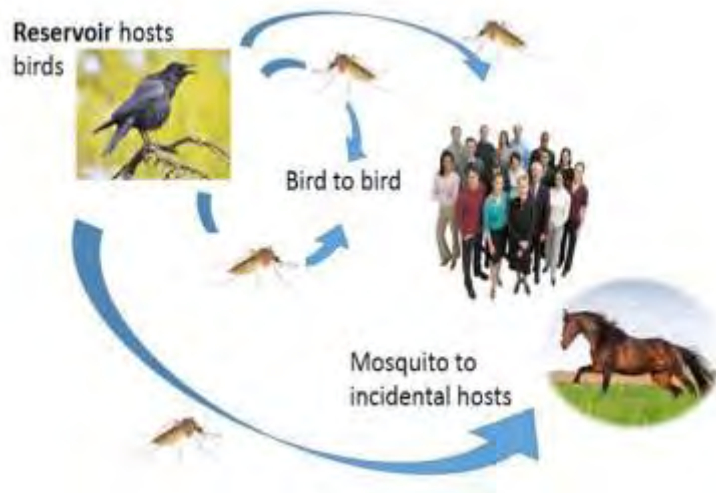 Reservoir hosts
birds
Bird to bird
Mosquito to
incidental hosts